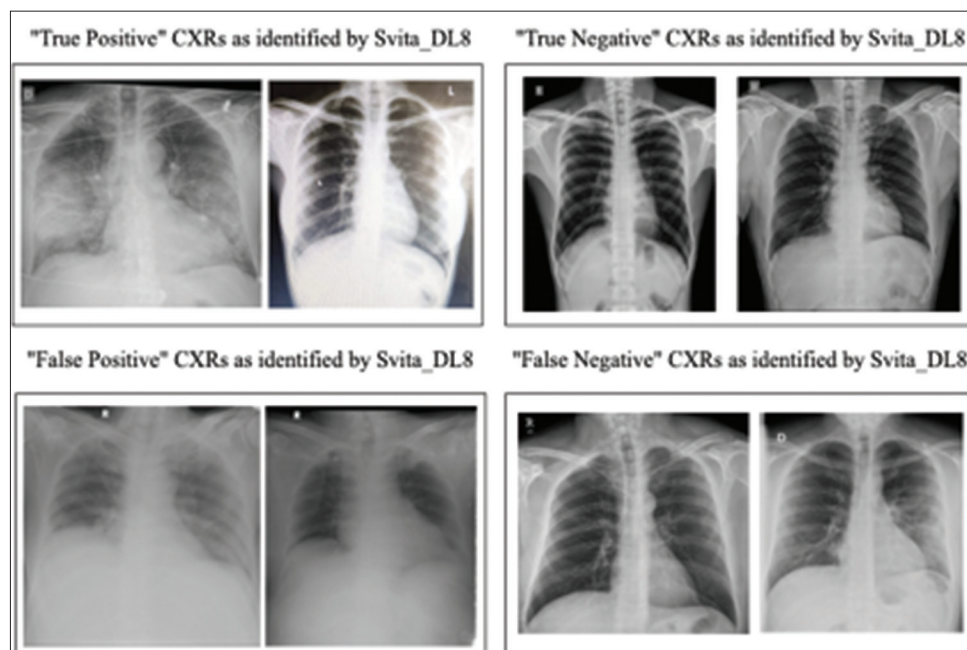 "True Positive" CXRs as identified by Svita_DL8
"True Negative" CXRs as identified by Svita_DL8
L
"False Positive" CXRs as identified by Svita_DL8
"False Negative" CXRs as identified by Svita_DL8
D